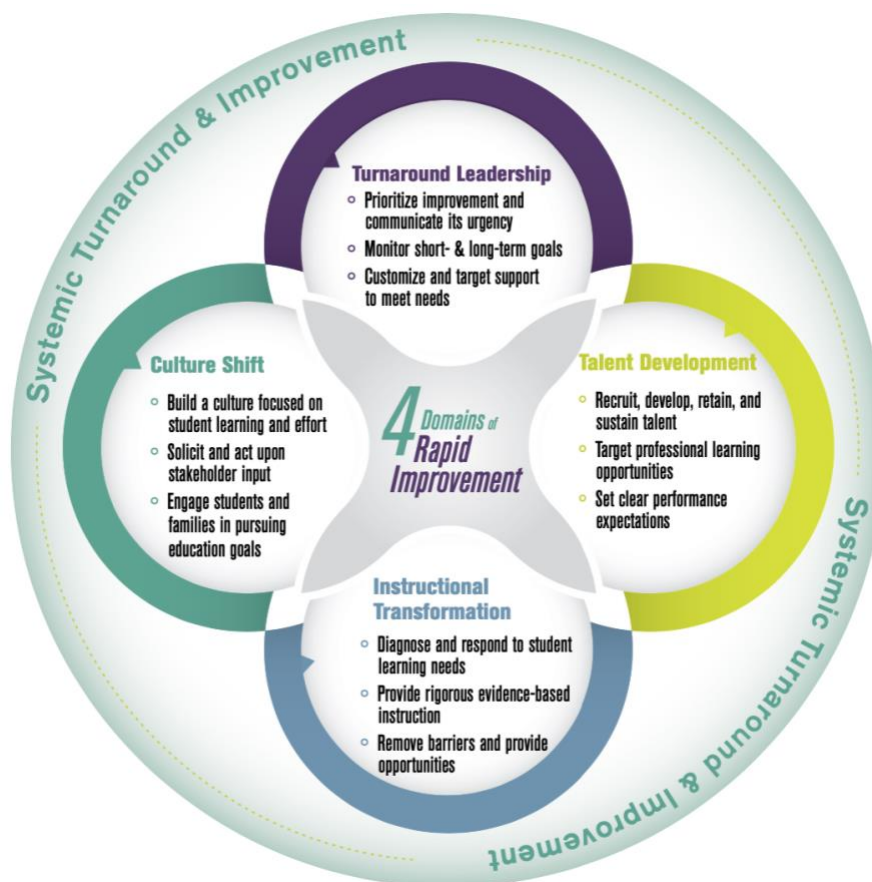 Systemic Turnaround & Improvement
Turnaround Leadership
Prioritize improvement and
communicate its urgency
Monitor short- & long-term goals
Customize and target support
to meet needs
Culture Shift
Build a culture focused on
student learning and effort
Solicit and act upon
stakeholder input
Engage students and
families in pursuing
education goals
4 Domains of
Rapid
Improvement
Talent Development
Recruit, develop, retain, and
sustain talent
Target professional learning
opportunities
Set clear performance
expectations
Instructional
Transformation
Diagnose and respond to student
learning needs
Provide rigorous evidence-based
instruction
Remove barriers and provide
opportunities
Systemic Turnaround & Improvement